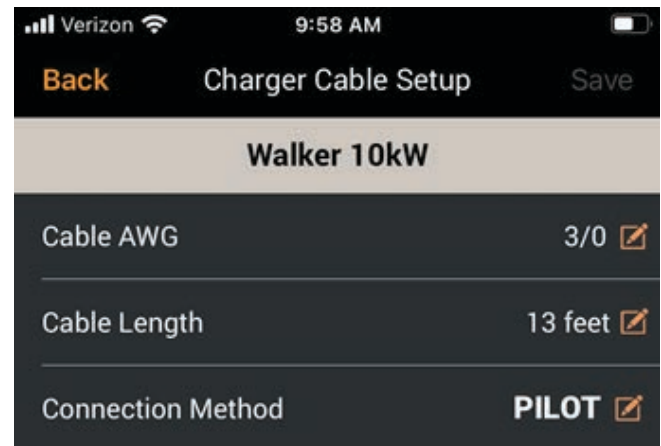 Verizon 9:58 AM
Back Charger Cable Setup Save
Walker 10kW
Cable AWG 3/0
Cable Length 13 feet
Connection Method PILOT